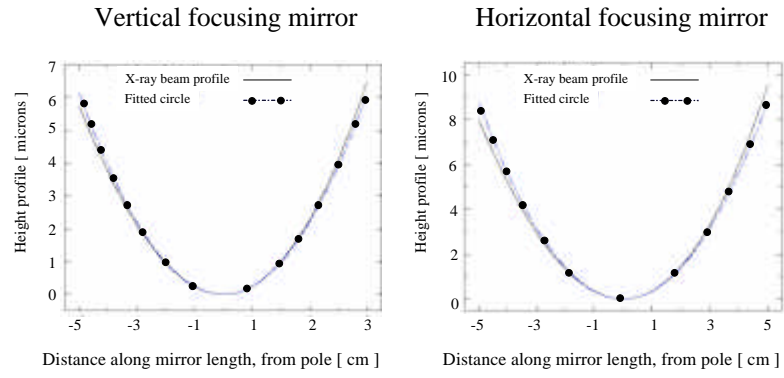 Vertical focusing mirror
7
6
5
4
3
2
1
0
X-ray beam profile
Fitted circle
Height profile [ microns ]
-5 -3 -1 1 2 3
Distance along mirror length, from pole [ cm ]
Horizontal focusing mirror
10
8
6
4
2
0
X-ray beam profile
Fitted circle
Height profile [ microns ]
-5 -3 -1 1 3 5
Distance along mirror length, from pole [ cm ]